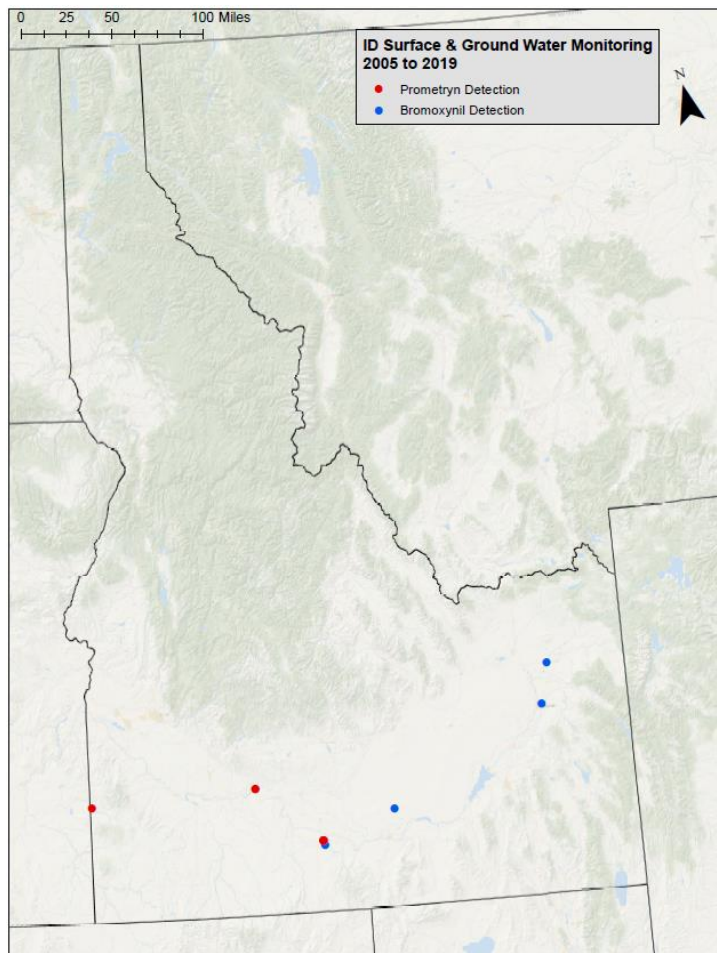 0 25 50 100 Miles
ID Surface & Ground Water Monitoring
2005 to 2019
Prometryn Detection
Bromoxynil Detection
N